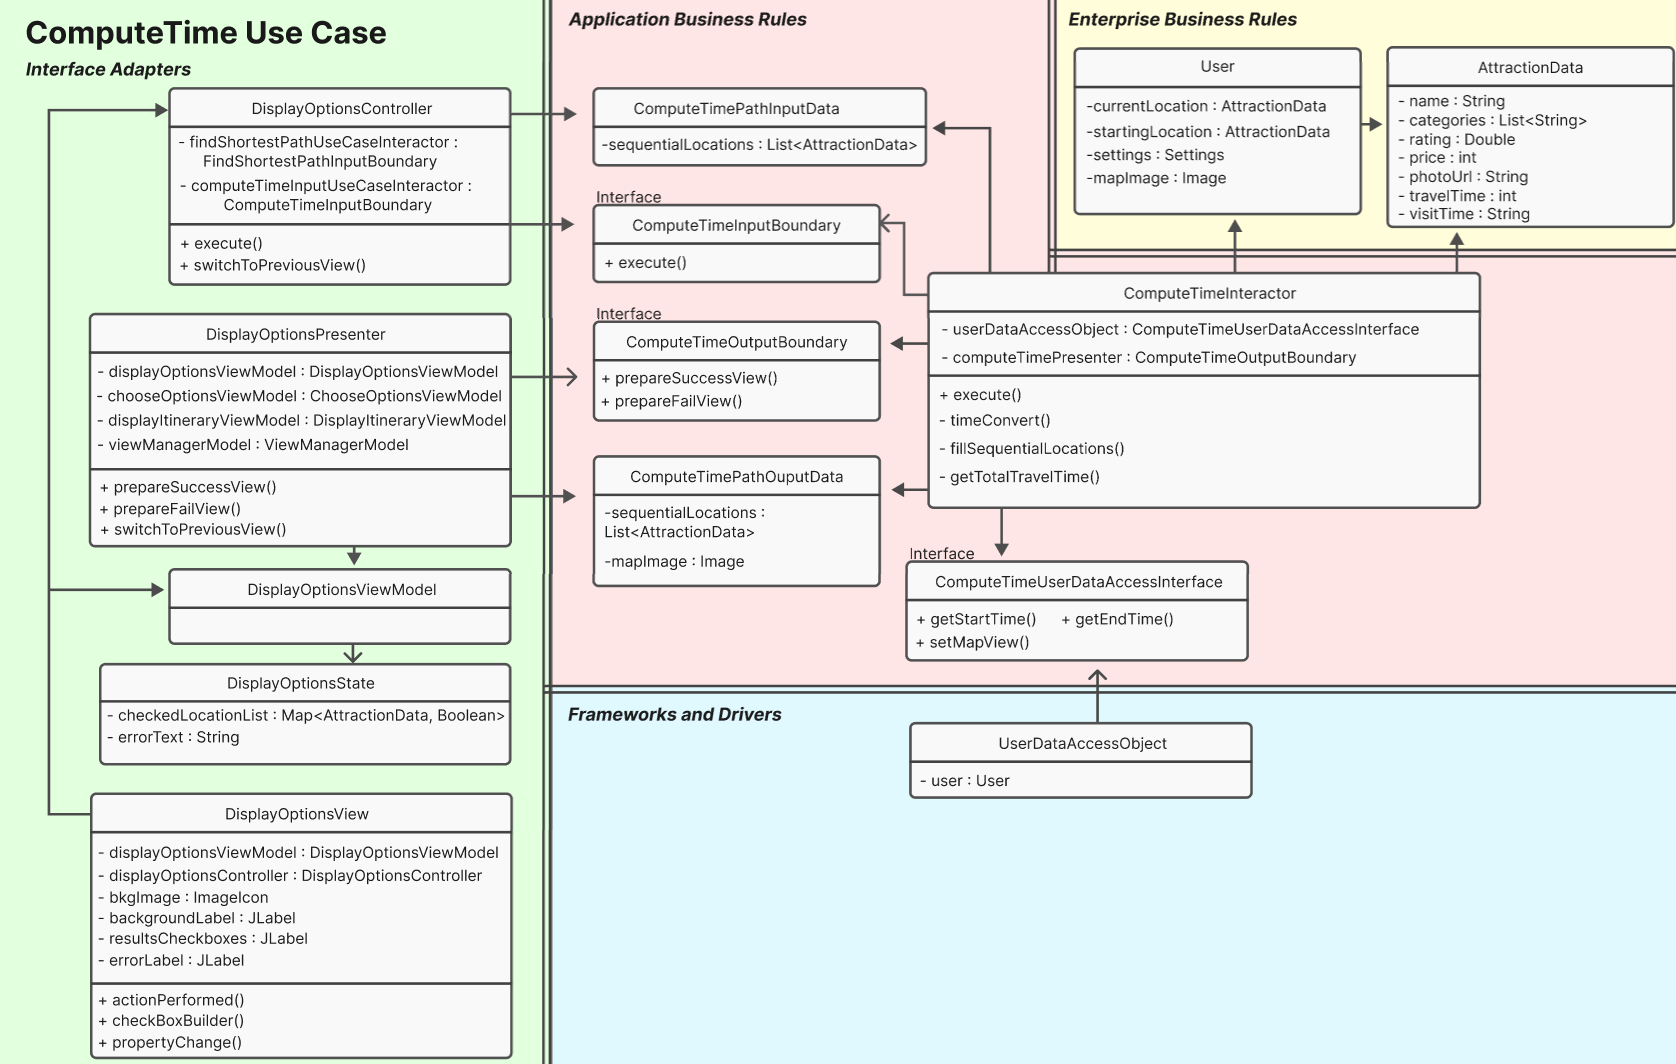 ComputeTime Use Case
Interface Adapters
DisplayOptionsController
- findShortestPathUseCaseInteractor :
FindShortestPathInputBoundary
- computeTimeInputUseCaseInteractor :
ComputeTimeInputBoundary
+ execute()
+ switchToPreviousView()
DisplayOptionsPresenter
- displayOptionsViewModel : DisplayOptionsViewModel
- chooseOptionsViewModel : ChooseOptionsViewModel
- displayItineraryViewModel : DisplayItineraryViewModel
- viewManagerModel : ViewManagerModel
+ prepareSuccessView()
+ prepareFailView()
+ switchToPreviousView()
DisplayOptionsViewModel
DisplayOptionsState
- checkedLocationList : Map<AttractionData, Boolean>
- errorText : String
DisplayOptionsView
- displayOptionsViewModel : DisplayOptionsViewModel
- displayOptionsController : DisplayOptionsController
- bkgImage : ImageIcon
- backgroundLabel : JLabel
- resultsCheckboxes : JLabel
- errorLabel : JLabel
+ actionPerformed()
+ checkBoxBuilder()
+ propertyChange()
Application Business Rules
ComputeTimePathInputData
-sequentialLocations : List<AttractionData>
Interface
ComputeTimeInputBoundary
+ execute()
Interface
ComputeTimeOutputBoundary
+ prepareSuccessView()
+ prepareFailView()
ComputeTimePathOuputData
-sequentialLocations :
List<AttractionData>
-mapImage : Image
ComputeTimeInteractor
- userDataAccessObject : ComputeTimeUserDataAccessInterface
- computeTimePresenter : ComputeTimeOutputBoundary
+ execute()
- timeConvert()
- fillSequentialLocations()
- getTotalTravelTime()
Interface
ComputeTimeUserDataAccessInterface
+ getStartTime() + getEndTime()
+ setMapView()
Enterprise Business Rules
User
-currentLocation : AttractionData
-startingLocation : AttractionData
-settings : Settings
-mapImage : Image
AttractionData
- name : String
- categories : List<String>
- rating : Double
- price : int
- photoUrl : String
- travelTime : int
- visitTime : String
Frameworks and Drivers
UserDataAccessObject
- user : User